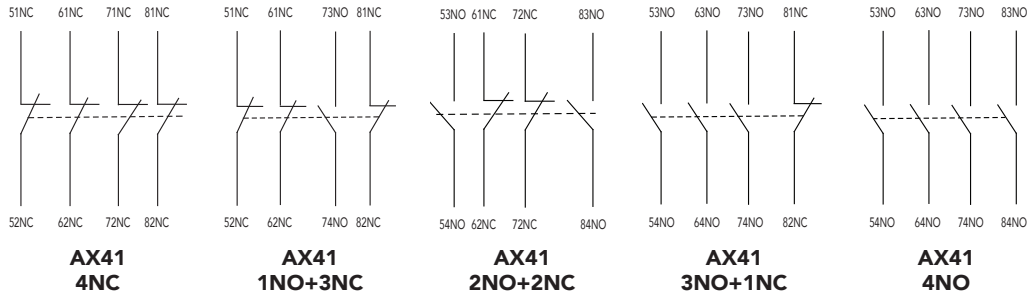 51NC 61NC 71NC 81NC 51NC 61NC 73NO 81NC 53NO 61NC 72NC 83NO 53NO 63NO 73NO 81NC 53NO 63NO 73NO 83NO
52NC 62NC 72NC 82NC 52NC 62NC 74NO 82NC 54NO 62NC 72NC 84NO 54NO 64NO 74NO 82NC 54NO 64NO 74NO 84NO
AX41 AX41 AX41 AX41 AX41
4NC 1NO+3NC 2NO+2NC 3NO+1NC 4NO